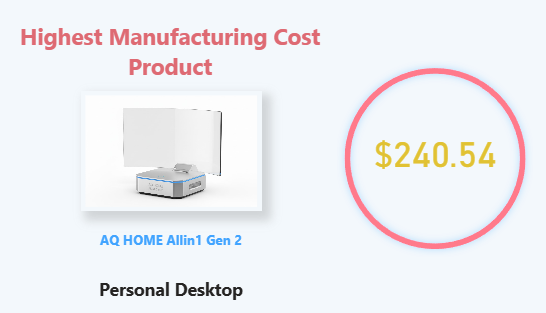 Highest Manufacturing Cost
Product
$240.54
AQ HOME Allin1 Gen 2
Personal Desktop